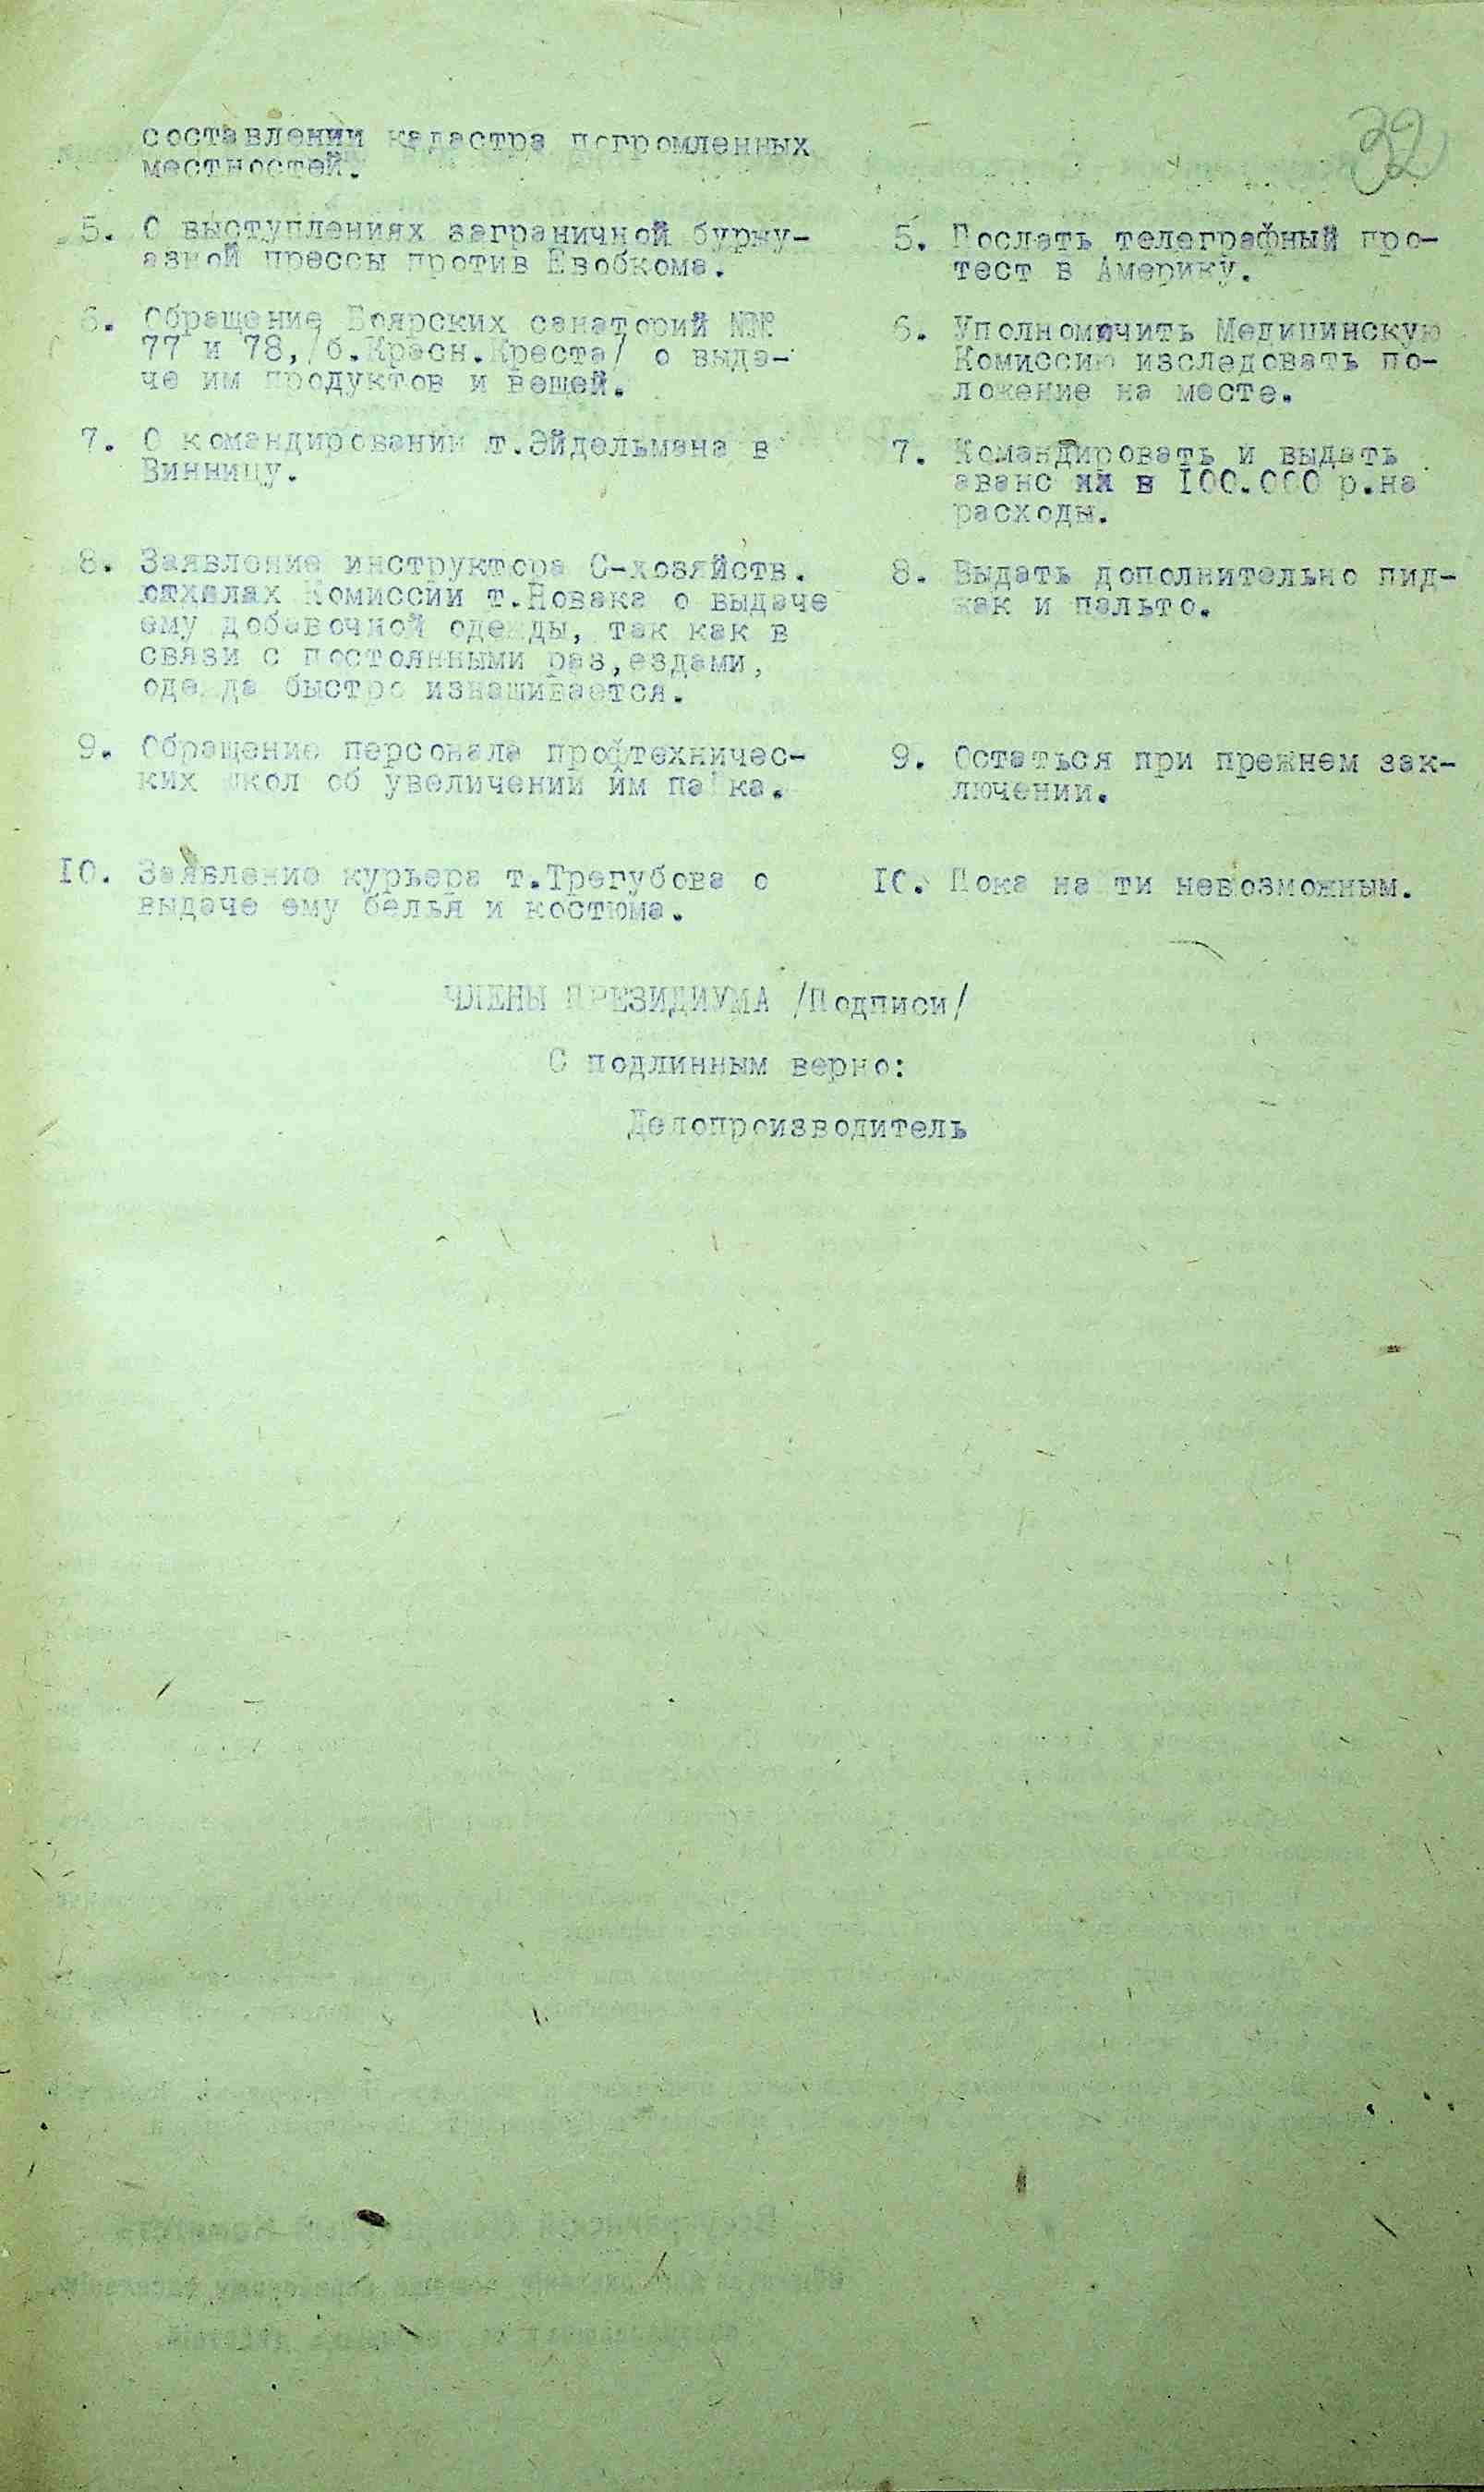 32
составлении кадастра погромленных
местностей.
5. О выступлениях заграничной буржу-
азной прессы против Евобкома.
5. Послать телеграфный про-
тест в Америку.
6. Обращение Боярских санаторий №№
77 и 78,/б.Красн.Креста/ о выда-
че им продуктов и вещей.
6. Уполномочить Медицинскую
Комиссию изследовать по-
ложение на месте.
7. О командировании т.Эйдельмана в
Винницу.
7. Командировать и выдать
аванс в 100.000 р.на
расходы.
8. Заявление инструктора С-хозяйств.
Комиссии т.Новака о выдаче
ему добавочной одежды, так как в
связи с постоянными раз,ездами,
одежда быстро изнашивается.
8. Выдать дополнительно пид-
жак и пальто.
9. Обращение персонала профтехничес-
ких школ об увеличении им пайка.
9. Остаться при прежнем зак-
лючении.
10. Заявление курьера т.Трегубова о
выдаче ему белья и костюма.
10. Пока на ти невозможным.
ЧЛЕНЫ ПРЕЗИДИУМА /Подписи/
С подлинным верно:
Делопроизводитель